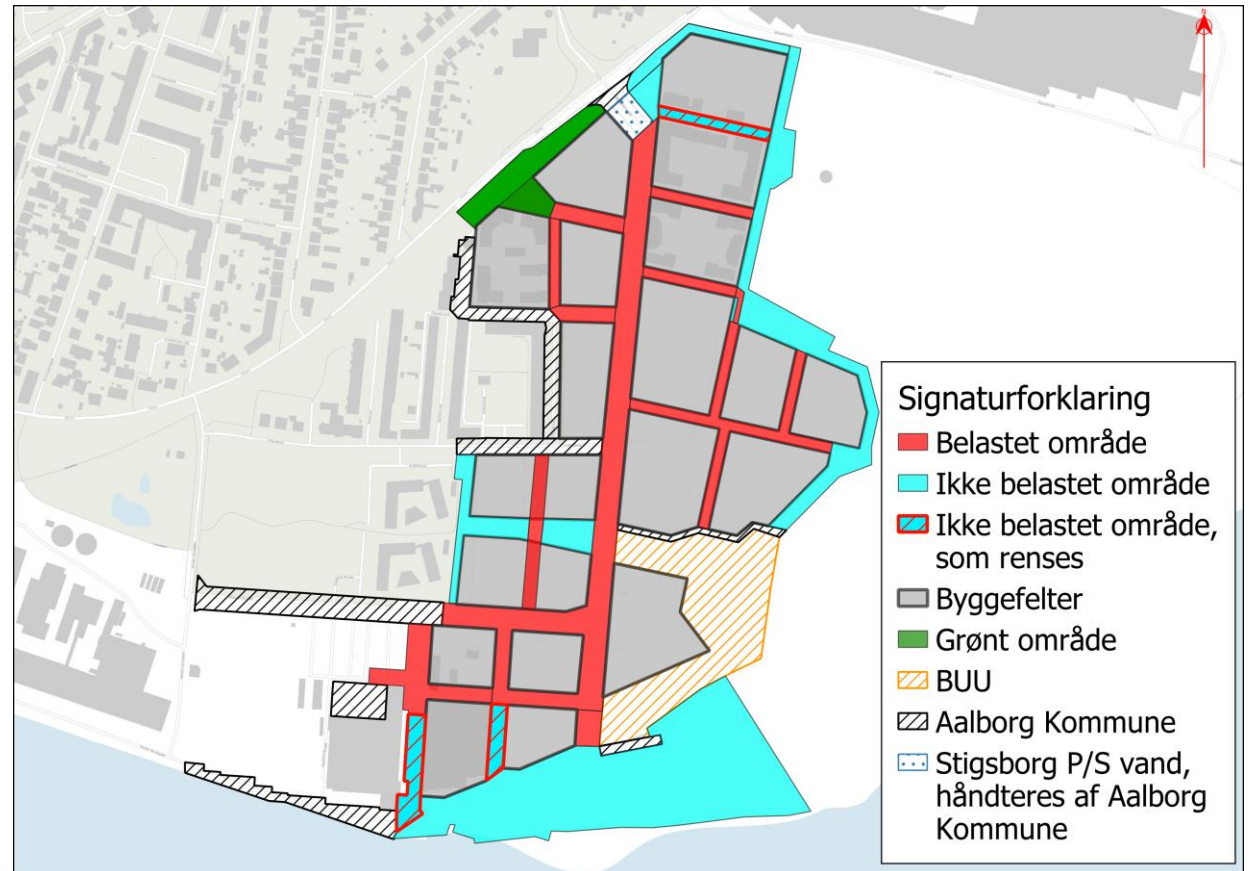 N
Signaturforklaring
Belastet område
Ikke belastet område
Ikke belastet område,
som renses
Byggefelter
Grønt område
BUU
Aalborg Kommune
Stigsborg P/S vand,
håndteres af Aalborg
Kommune